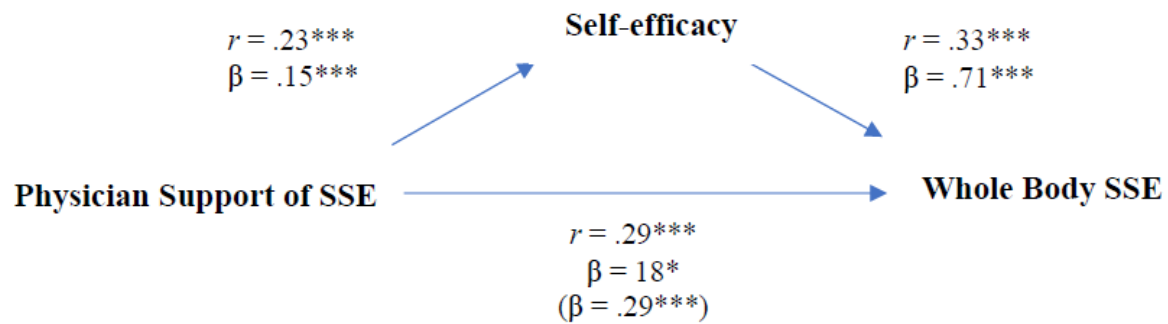 Self-efficacy
r = .23***
β = .15***
r = .33***
β = .71***
Physician Support of SSE
Whole Body SSE
r = .29***
β = 18*
(β = .29***)